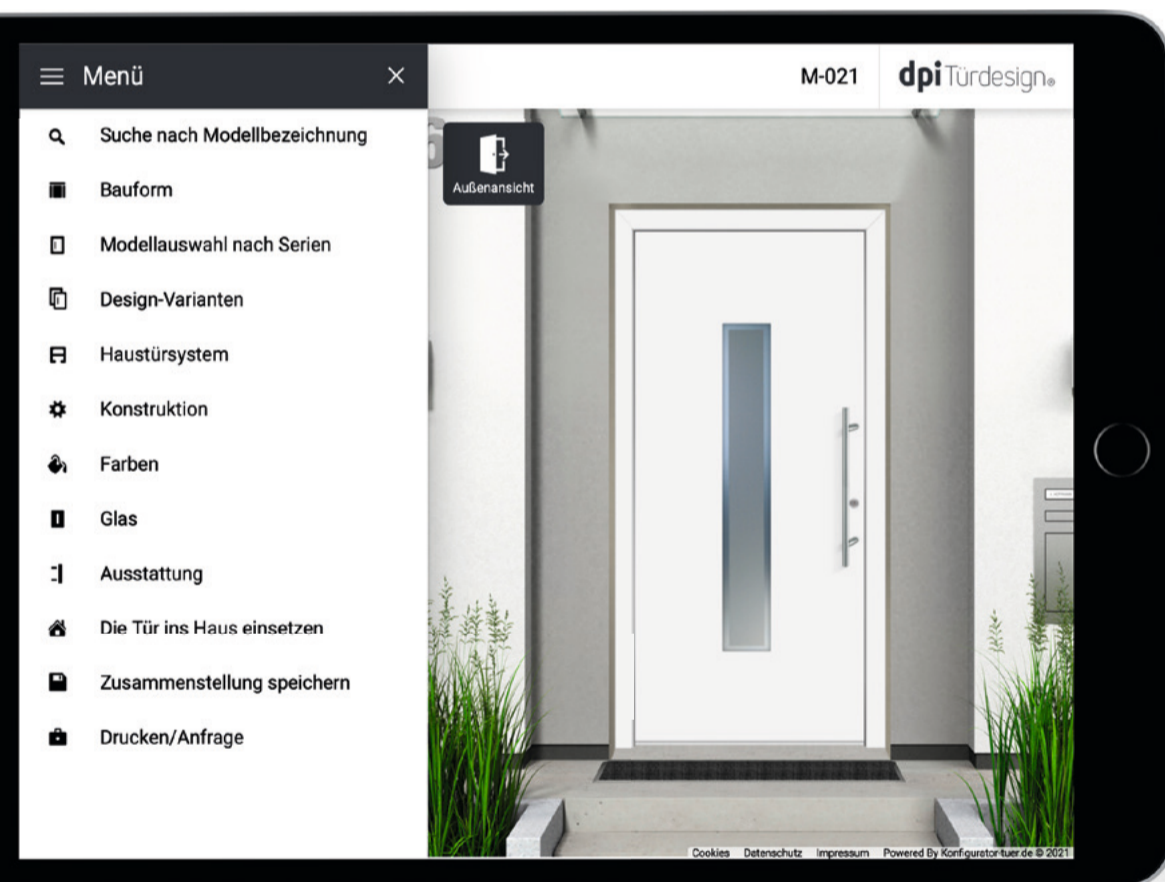 Menü
M-021
dpi Türdesign®
Suche nach Modellbezeichnung
Bauform
Modellauswahl nach Serien
Design-Varianten
Haustürsystem
Konstruktion
Farben
Glas
Ausstattung
Die Tür ins Haus einsetzen
Zusammenstellung speichern
Drucken/Anfrage
Außenansicht
Cookies Datenschutz Impressum Powered By Konfigurator-tuer.de © 2021